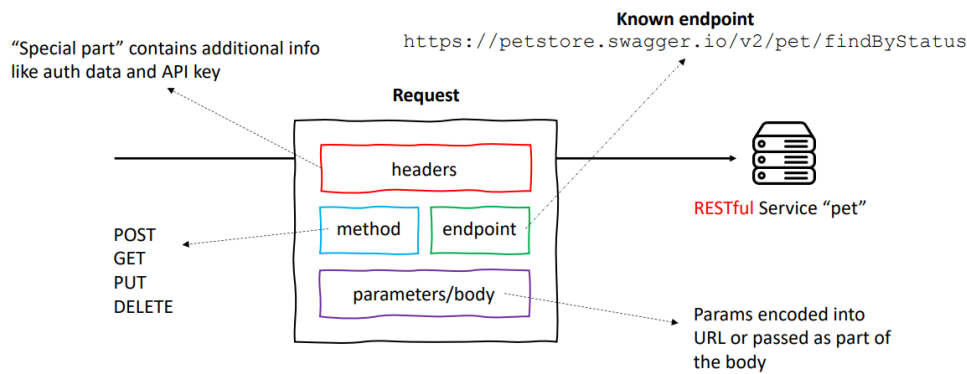 Known endpoint
https://petstore.swagger.io/v2/pet/findByStatus
“Special part” contains additional info
like auth data and API key
Request
headers
method
endpoint
parameters/body
RESTful Service “pet”
POST
GET
PUT
DELETE
Params encoded into
URL or passed as part of
the body